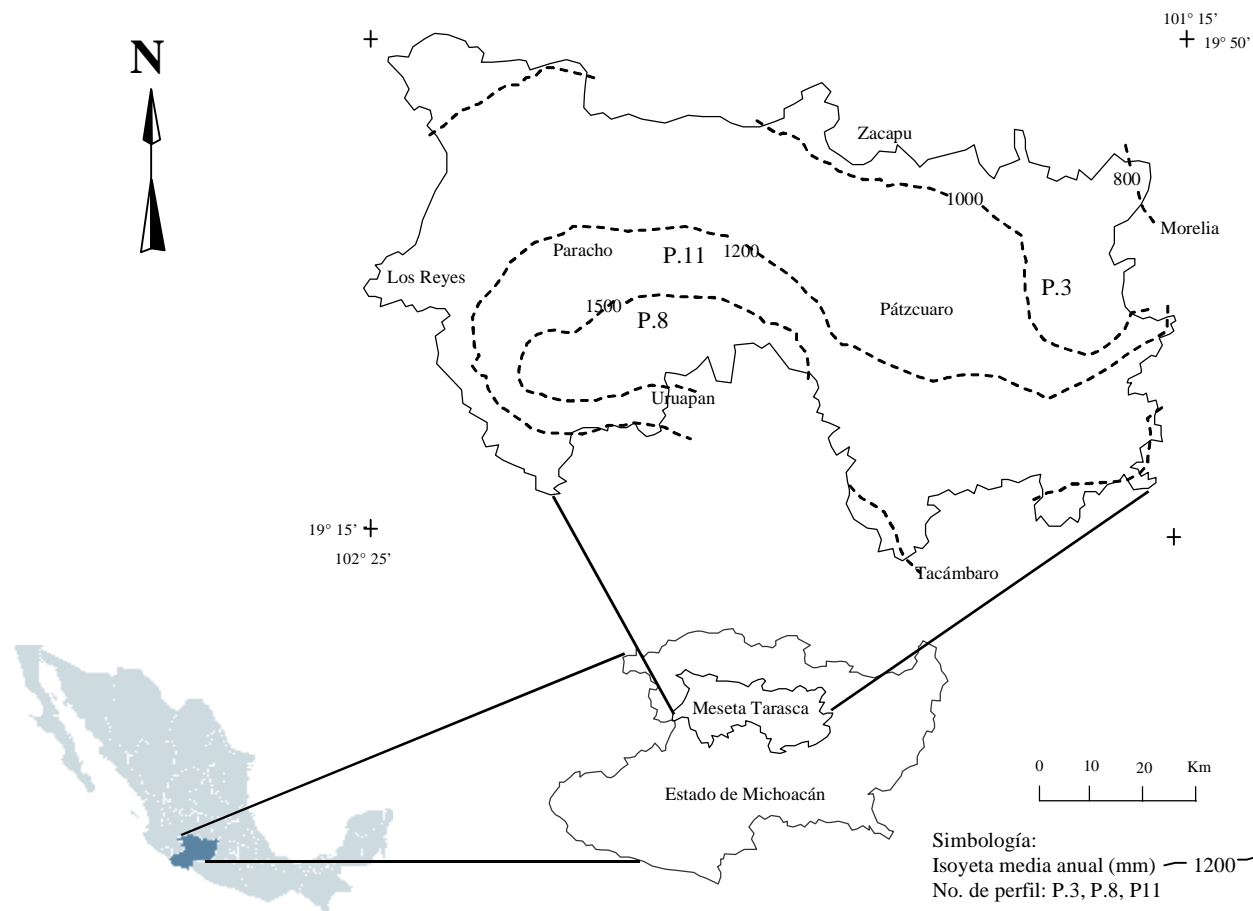 101° 15’
19° 50’
N
Zacapu
800
1000
Morelia
Paracho
P.11
1200
Los Reyes
P.3
1500
Pátzcuaro
P.8
Uruapan
19° 15’
102° 25’
Tacámbaro
Meseta Tarasca
0 10 20 Km
Estado de Michoacán
Simbología:
Isoyeta media anual (mm) 1200
No. de perfil: P.3, P.8, P11